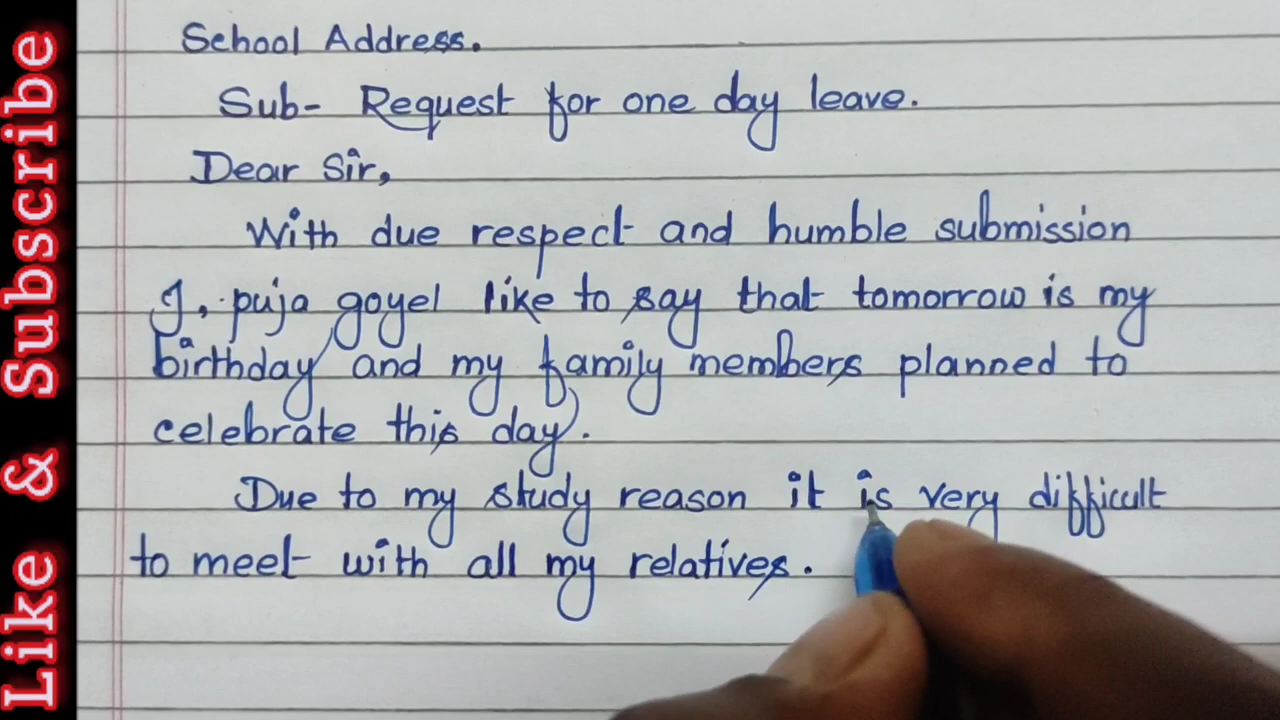 Like & Subscribe
School Address.
Sub- Request for one day leave.
Dear Sir,
With due respect and humble submission
I, puja goyel like to say that tomorrow is my
birthday and my family members planned to
celebrate this day.
Due to my study reason it is very difficult
to meet with all my relatives.